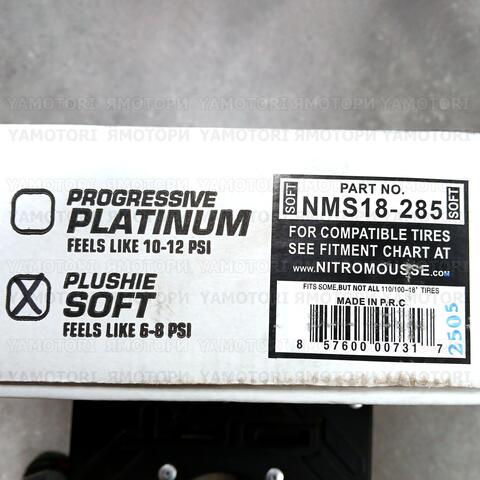 YAMOTORI ЯМОТОРИ YAMOTORI ЯМОТОРИ
PROGRESSIVE
PLATINUM
FEELS LIKE 10-12 PSI
X PLUSHIE
SOFT
FEELS LIKE 6-8 PSI
PART NO.
SOFT NMS18-285 SOFT
FOR COMPATIBLE TIRES
SEE FITMENT CHART AT
www.NITROMOUSSE.com
FITS SOME,BUT NOT ALL 110/100-18" TIRES
MADE IN P.R.C
8 57600 00731 7
2505